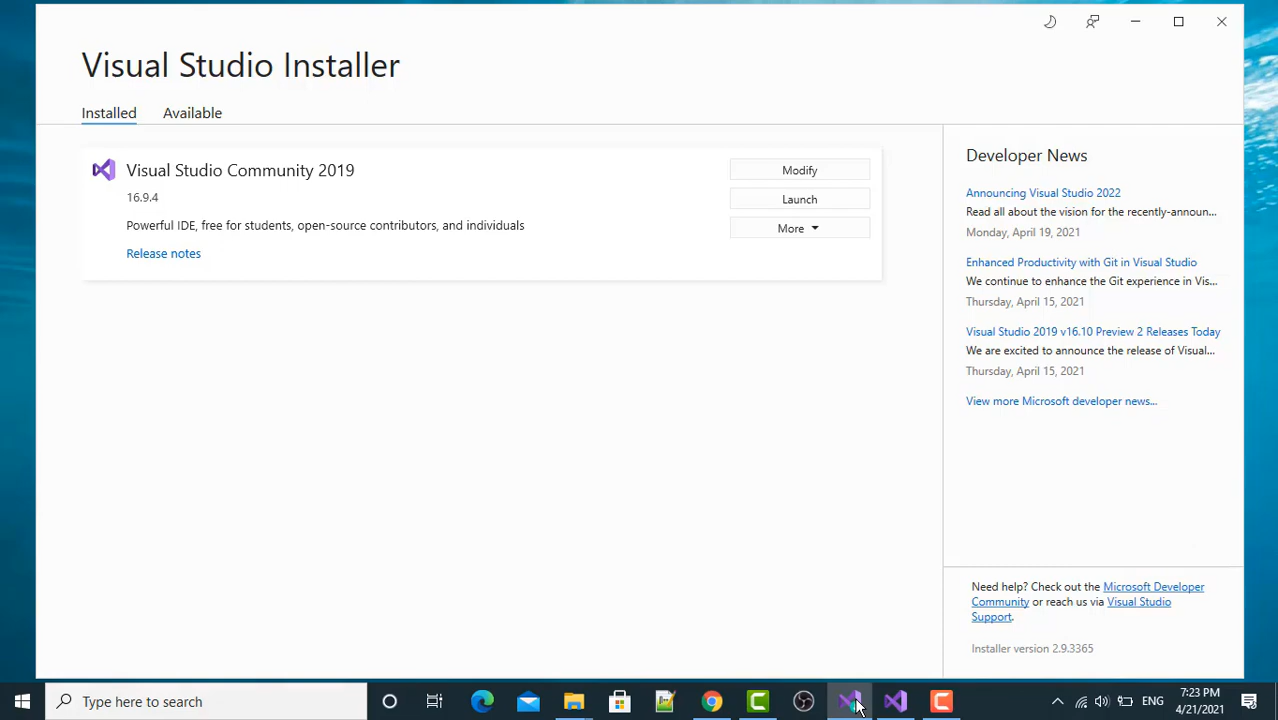 Visual Studio Installer
Installed
Available
Visual Studio Community 2019
16.9.4
Powerful IDE, free for students, open-source contributors, and individuals
Release notes
Modify
Launch
More
Developer News
Announcing Visual Studio 2022
Read all about the vision for the recently-announ...
Monday, April 19, 2021
Enhanced Productivity with Git in Visual Studio
We continue to enhance the Git experience in Vis...
Thursday, April 15, 2021
Visual Studio 2019 v16.10 Preview 2 Releases Today
We are excited to announce the release of Visual...
Thursday, April 15, 2021
View more Microsoft developer news...
Need help? Check out the Microsoft Developer
Community or reach us via Visual Studio
Support.
Installer version 2.9.3365
Type here to search
ENG
7:23 PM
4/21/2021